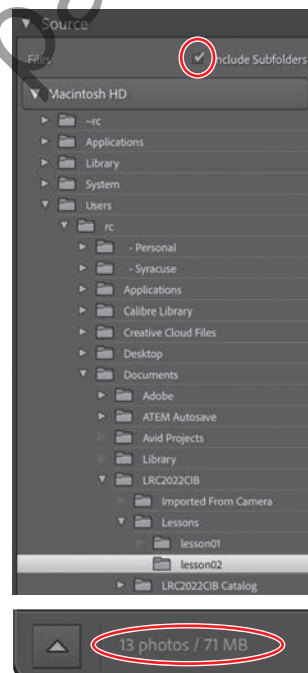 Source
Files Include Subfolders
Macintosh HD
~rc
Applications
Library
System
Users
rc
- Personal
- Syracuse
Applications
Calibre Library
Creative Cloud Files
Desktop
Documents
Adobe
ATEM Autosave
Avid Projects
Library
LRC2022CIB
Imported From Camera
Lessons
lesson01
lesson02
LRC2022CIB Catalog
13 photos / 71 MB